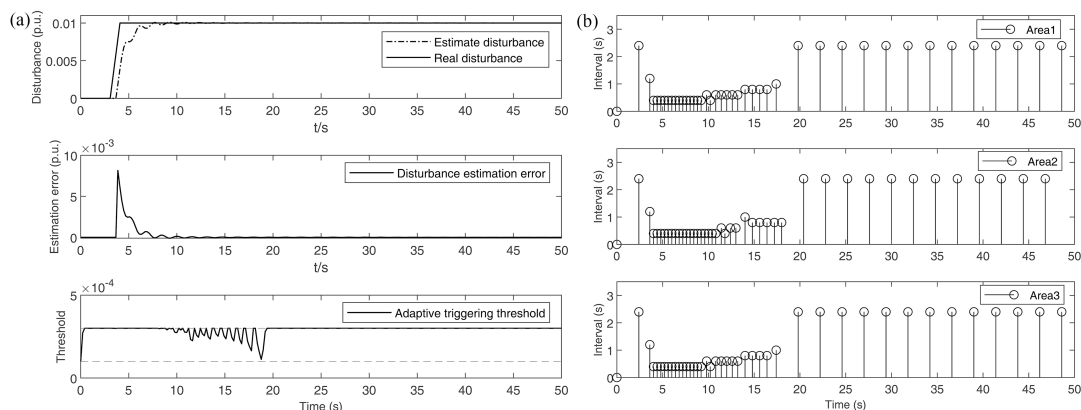 (a)
Disturbance (p.u.)
0.01
0.005
0
Estimate disturbance
Real disturbance
0 5 10 15 20 25 30 35 40 45 50
t/s
× 10⁻³
Estimation error (p.u.)
10
5
0
Disturbance estimation error
0 5 10 15 20 25 30 35 40 45 50
t/s
× 10⁻⁴
Threshold
5
0
Adaptive triggering threshold
0 5 10 15 20 25 30 35 40 45 50
Time (s)
(b)
Interval (s)
3
2
1
0
Area1
0 5 10 15 20 25 30 35 40 45 50
Interval (s)
3
2
1
0
Area2
0 5 10 15 20 25 30 35 40 45 50
Interval (s)
3
2
1
0
Area3
0 5 10 15 20 25 30 35 40 45 50
Time (s)